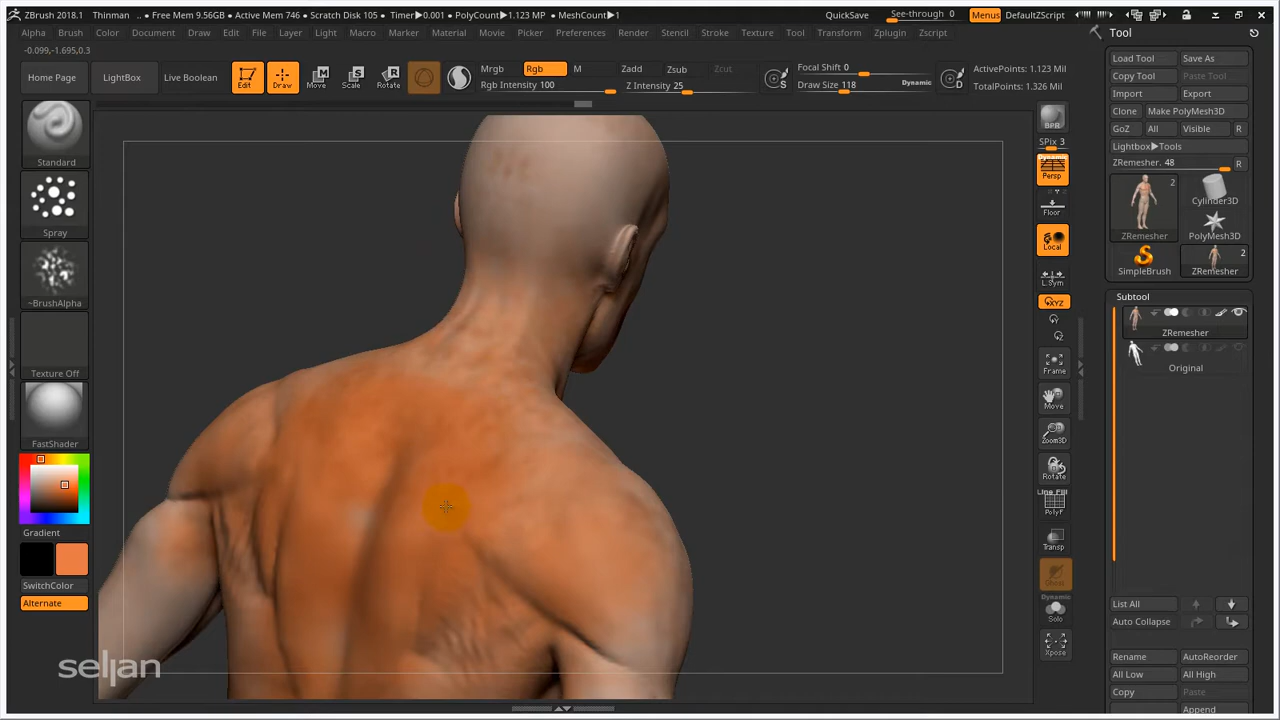 ZBrush 2018.1 Thinman .. • Free Mem 9.56GB • Active Mem 746 • Scratch Disk 105 • Timer▶0.001 • PolyCount▶1.123 MP • MeshCount▶1 QuickSave See-through 0 Menus DefaultZScript
Alpha Brush Color Document Draw Edit File Layer Light Macro Marker Material Movie Picker Preferences Render Stencil Stroke Texture Tool Transform Zplugin Zscript
-0.099,-1.695,0.3
Home Page
LightBox
Live Boolean
Edit
Draw
Move
Scale
Rotate
Mrgb Rgb M
Rgb Intensity 100
Zadd Zsub Zcut
Z Intensity 25
S
Focal Shift 0
Draw Size 118 Dynamic
D
ActivePoints: 1.123 Mil
TotalPoints: 1.326 Mil
Standard
Spray
~BrushAlpha
Texture Off
FastShader
Gradient
SwitchColor
Alternate
seljan
BPR
SPix 3
Dynamic
Persp
Floor
Local
L.Sym
XYZ
Frame
Move
Zoom3D
Rotate
Line Fill
PolyF
Transp
Ghost
Dynamic
Solo
Xpose
Tool
Load Tool Save As
Copy Tool Paste Tool
Import Export
Clone Make PolyMesh3D
GoZ All Visible R
Lightbox▶Tools
ZRemesher. 48 R
2
ZRemesher
Cylinder3D
PolyMesh3D
SimpleBrush
2
ZRemesher
Subtool
ZRemesher
Original
List All
Auto Collapse
Rename AutoReorder
All Low All High
Copy Paste
Append